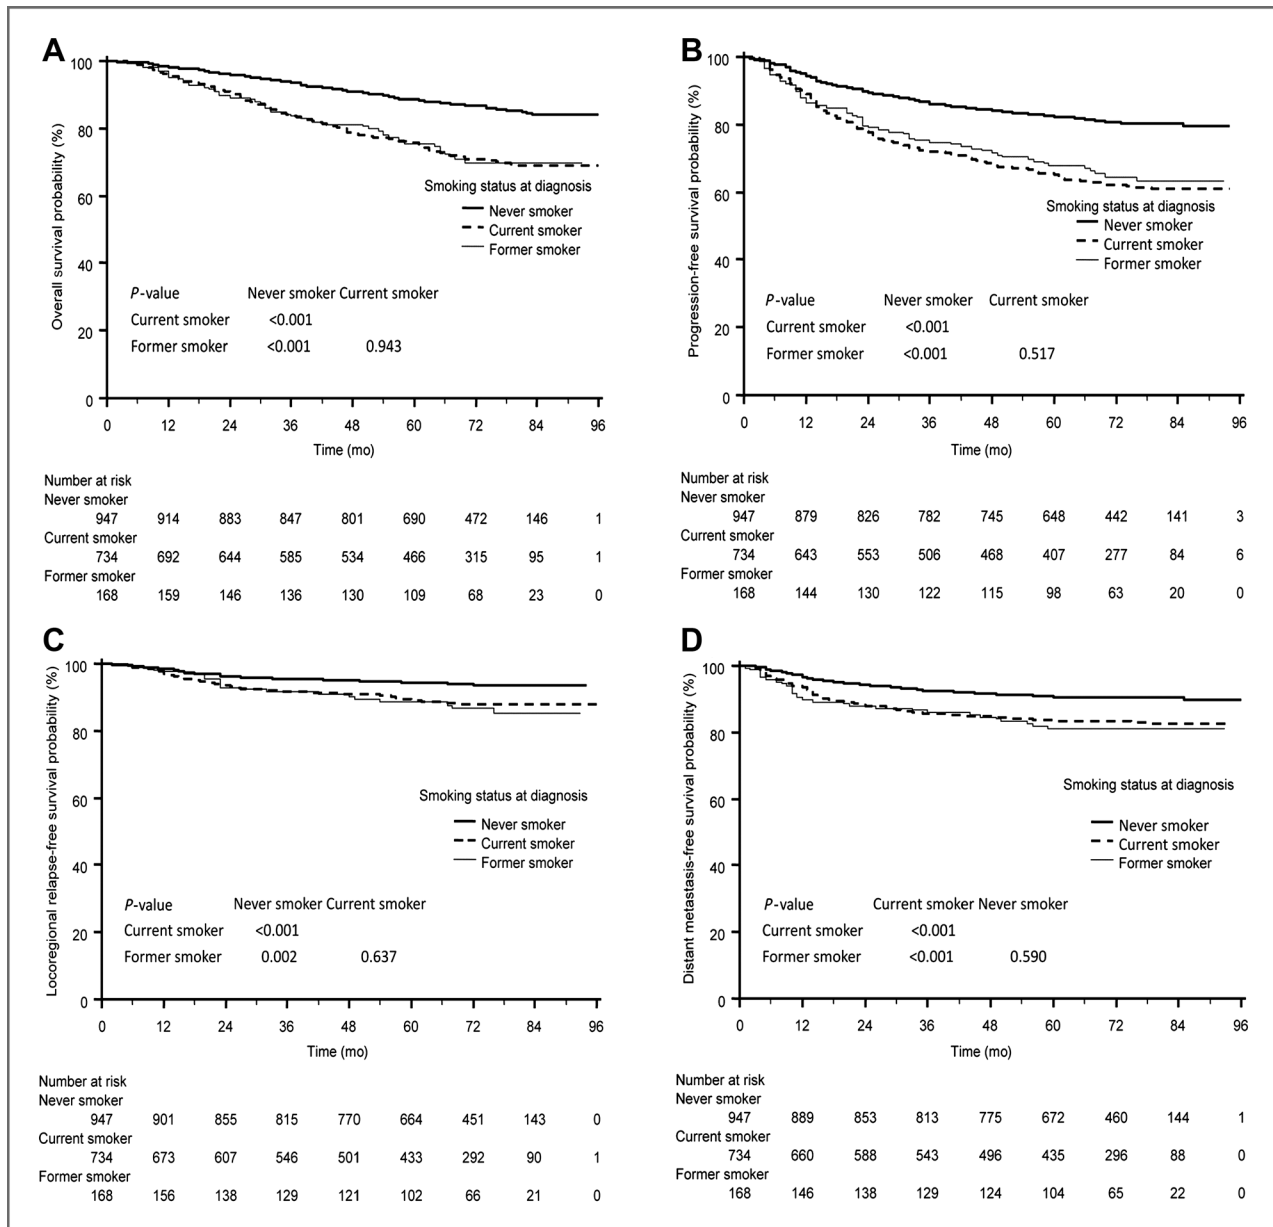 A
Overall survival probability (%)
100
80
60
40
20
0
Smoking status at diagnosis
Never smoker
Current smoker
Former smoker
P-value Never smoker Current smoker
Current smoker <0.001
Former smoker <0.001 0.943
0 12 24 36 48 60 72 84 96
Time (mo)
Number at risk
Never smoker
947 914 883 847 801 690 472 146 1
Current smoker
734 692 644 585 534 466 315 95 1
Former smoker
168 159 146 136 130 109 68 23 0
B
Progression-free survival probability (%)
100
80
60
40
20
0
Smoking status at diagnosis
Never smoker
Current smoker
Former smoker
P-value Never smoker Current smoker
Current smoker <0.001
Former smoker <0.001 0.517
0 12 24 36 48 60 72 84 96
Time (mo)
Number at risk
Never smoker
947 879 826 782 745 648 442 141 3
Current smoker
734 643 553 506 468 407 277 84 6
Former smoker
168 144 130 122 115 98 63 20 0
C
Locoregional relapse-free survival probability (%)
100
80
60
40
20
0
Smoking status at diagnosis
Never smoker
Current smoker
Former smoker
P-value Never smoker Current smoker
Current smoker <0.001
Former smoker 0.002 0.637
0 12 24 36 48 60 72 84 96
Time (mo)
Number at risk
Never smoker
947 901 855 815 770 664 451 143 0
Current smoker
734 673 607 546 501 433 292 90 1
Former smoker
168 156 138 129 121 102 66 21 0
D
Distant metastasis-free survival probability (%)
100
80
60
40
20
0
Smoking status at diagnosis
Never smoker
Current smoker
Former smoker
P-value Current smoker Never smoker
Current smoker <0.001
Former smoker <0.001 0.590
0 12 24 36 48 60 72 84 96
Time (mo)
Number at risk
Never smoker
947 889 853 813 775 672 460 144 1
Current smoker
734 660 588 543 496 435 296 88 0
Former smoker
168 146 138 129 124 104 65 22 0